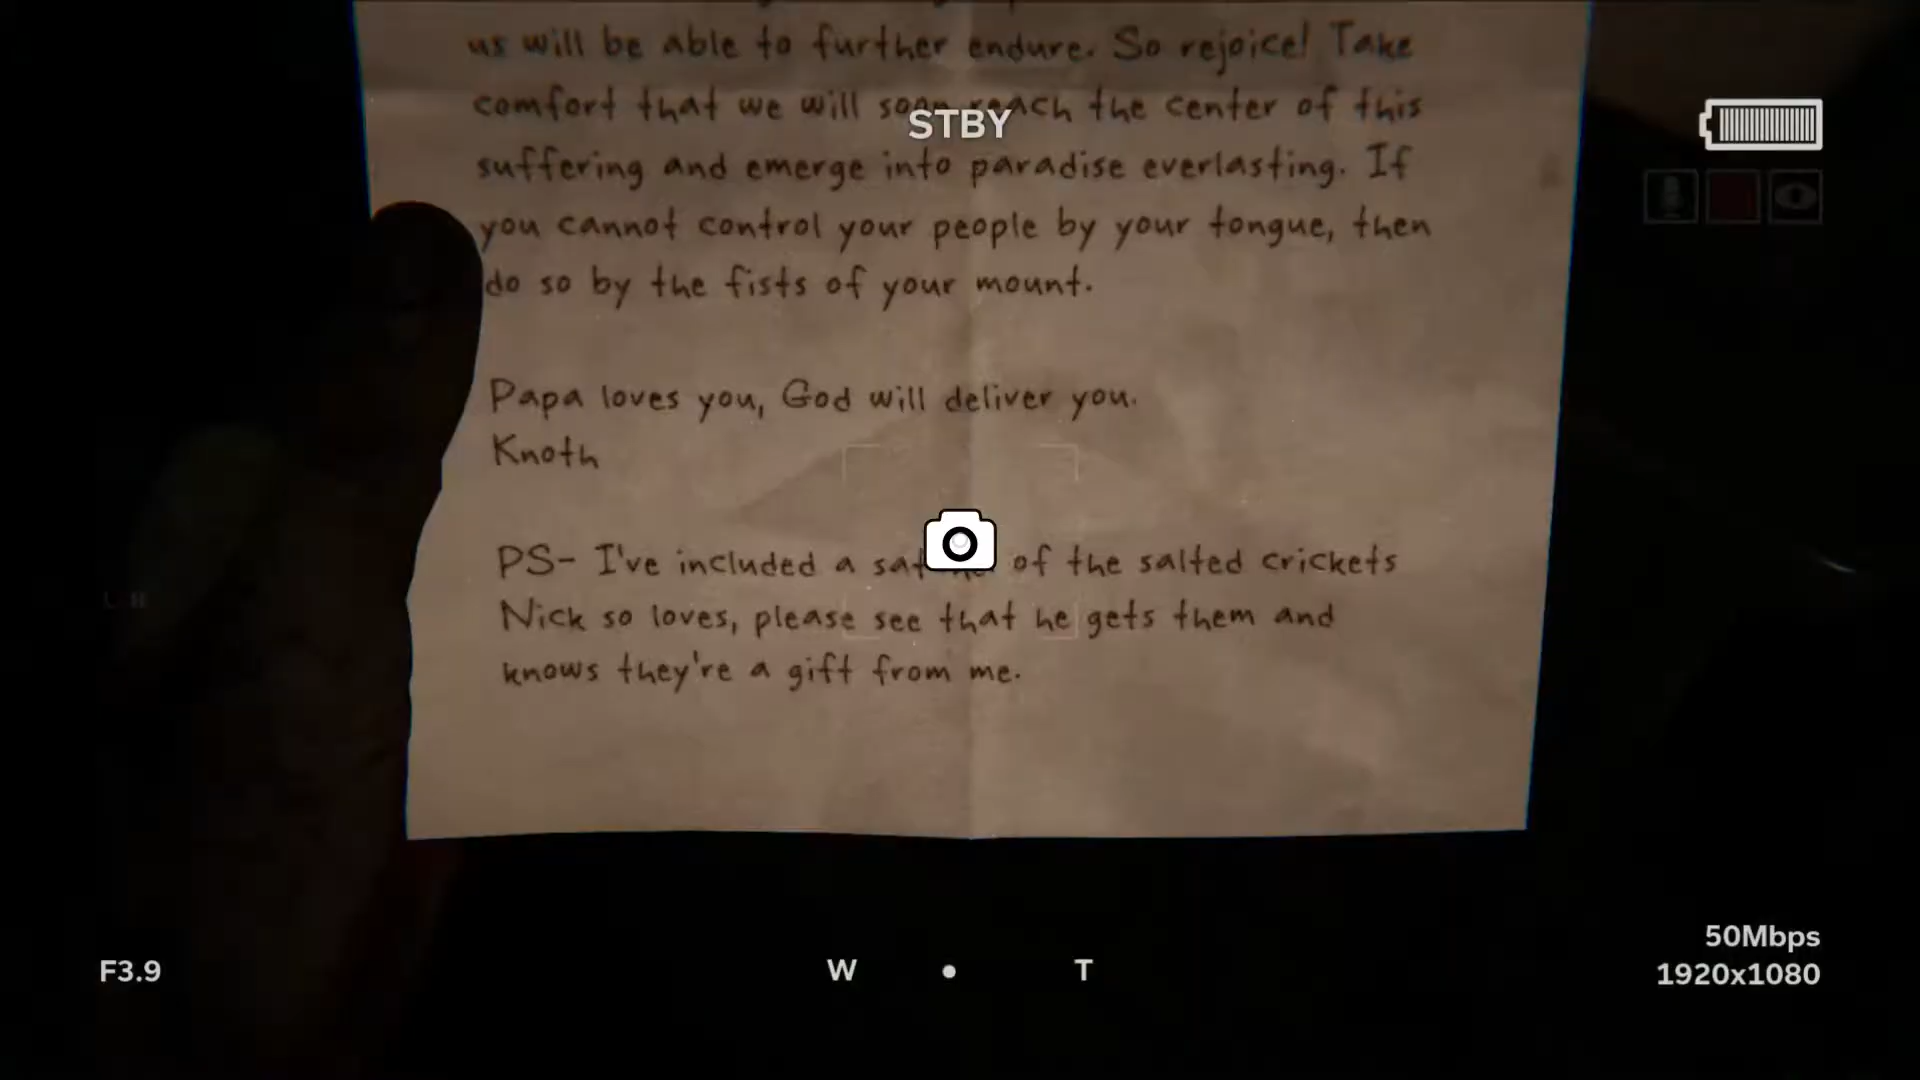 us will be able to further endure. So rejoice! Take
comfort that we will soon reach the center of this
STBY
suffering and emerge into paradise everlasting. If
you cannot control your people by your tongue, then
do so by the fists of your mount.
Papa loves you, God will deliver you.
Knoth
PS- I've included a of the salted crickets
Nick so loves, please see that he gets them and
knows they're a gift from me.
F3.9
W T
50Mbps
1920x1080